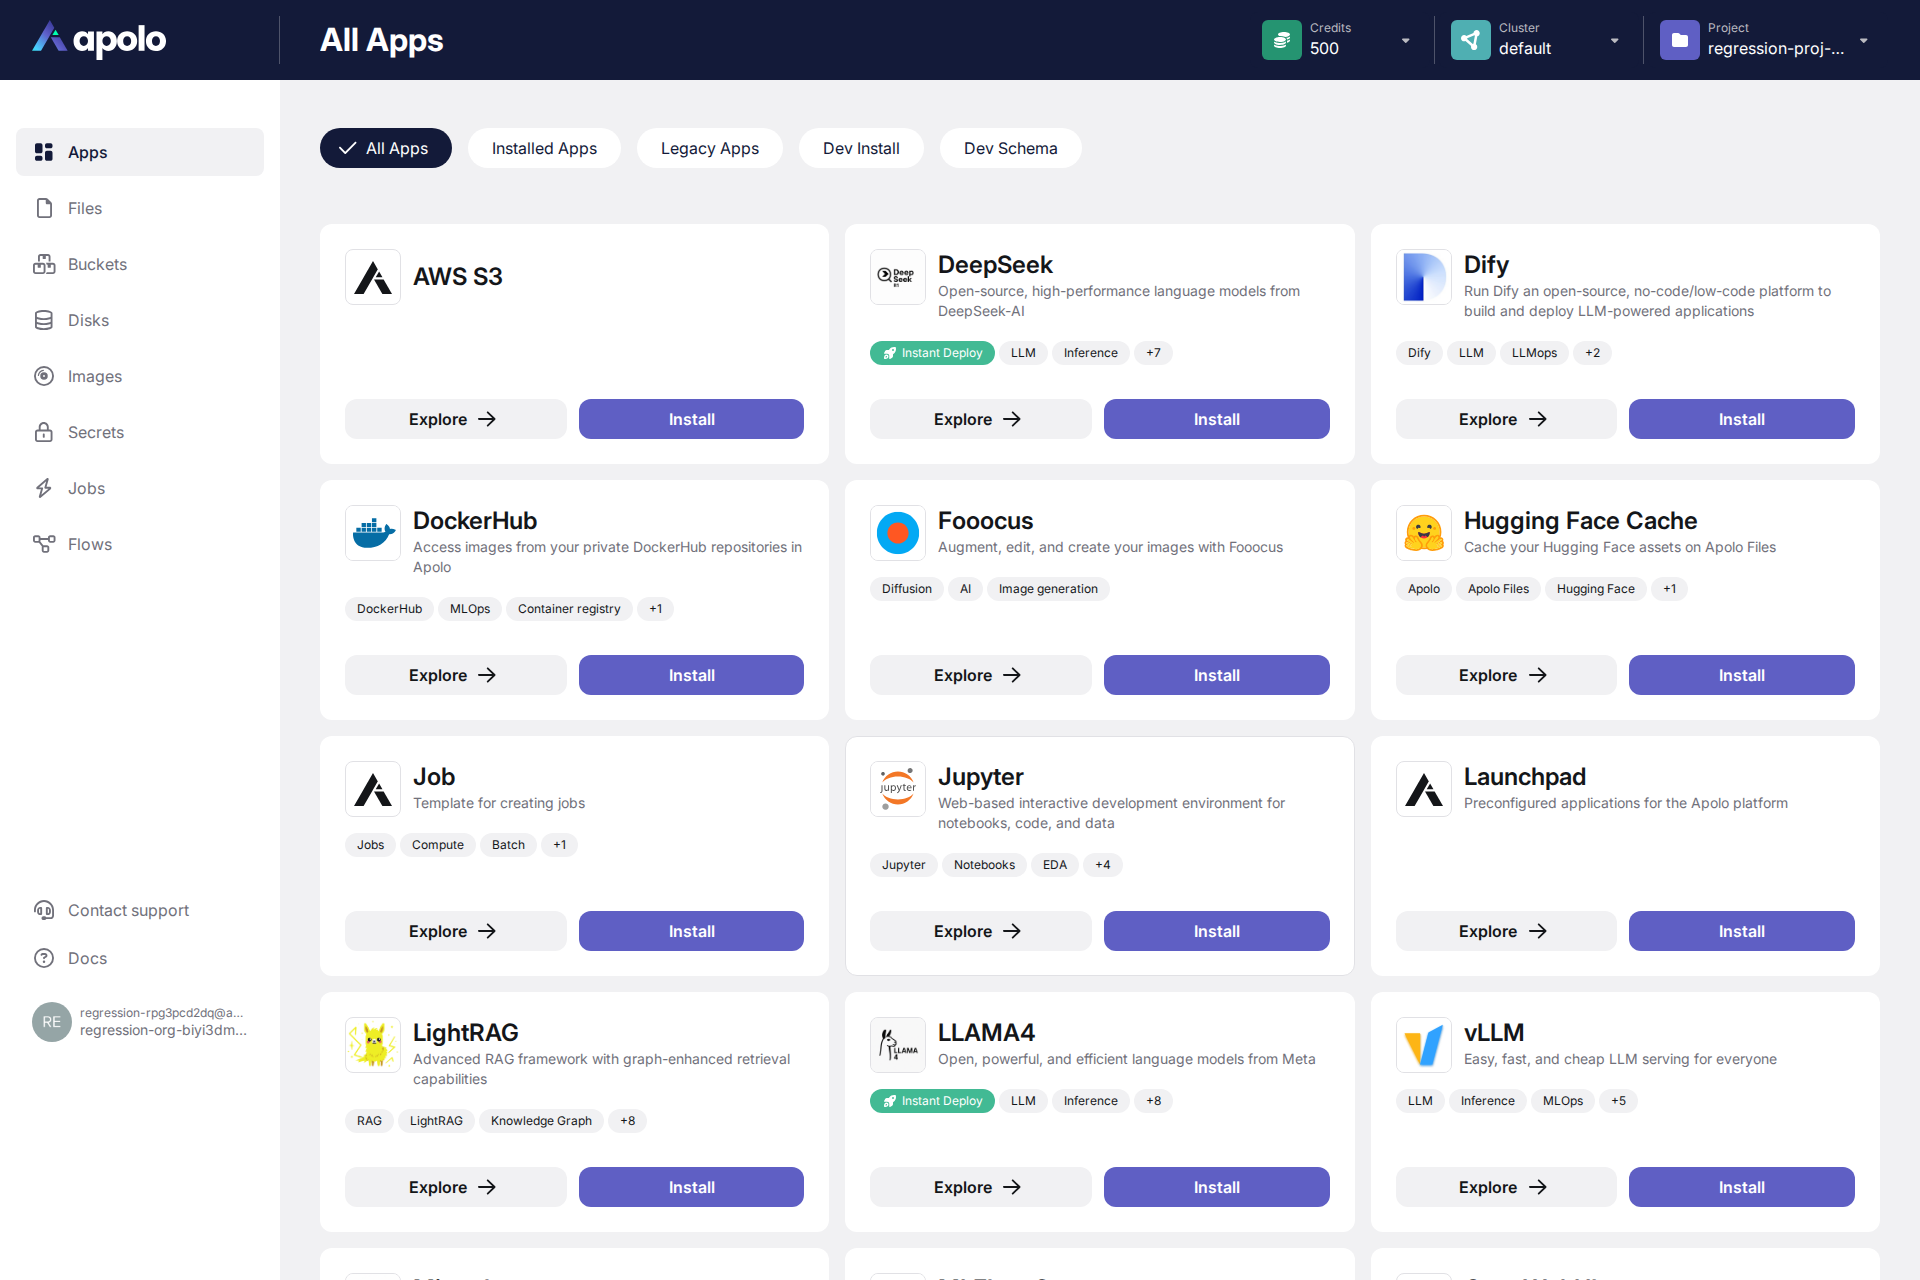 apolo
All Apps
Credits
500
Cluster
default
Project
regression-proj-...
Apps
Files
Buckets
Disks
Images
Secrets
Jobs
Flows
Contact support
Docs
RE
regression-rpg3pcd2dq@a...
regression-org-biyi3dm...
All Apps
Installed Apps
Legacy Apps
Dev Install
Dev Schema
AWS S3
Explore
Install
Deep
Seek
R1
DeepSeek
Open-source, high-performance language models from
DeepSeek-AI
Instant Deploy
LLM
Inference
+7
Explore
Install
Dify
Run Dify an open-source, no-code/low-code platform to
build and deploy LLM-powered applications
Dify
LLM
LLMops
+2
Explore
Install
DockerHub
Access images from your private DockerHub repositories in
Apolo
DockerHub
MLOps
Container registry
+1
Explore
Install
Fooocus
Augment, edit, and create your images with Fooocus
Diffusion
AI
Image generation
Explore
Install
Hugging Face Cache
Cache your Hugging Face assets on Apolo Files
Apolo
Apolo Files
Hugging Face
+1
Explore
Install
Job
Template for creating jobs
Jobs
Compute
Batch
+1
Explore
Install
jupyter
Jupyter
Web-based interactive development environment for
notebooks, code, and data
Jupyter
Notebooks
EDA
+4
Explore
Install
Launchpad
Preconfigured applications for the Apolo platform
Explore
Install
LightRAG
Advanced RAG framework with graph-enhanced retrieval
capabilities
RAG
LightRAG
Knowledge Graph
+8
Explore
Install
LLAMA
4
LLAMA4
Open, powerful, and efficient language models from Meta
Instant Deploy
LLM
Inference
+8
Explore
Install
vLLM
Easy, fast, and cheap LLM serving for everyone
LLM
Inference
MLOps
+5
Explore
Install